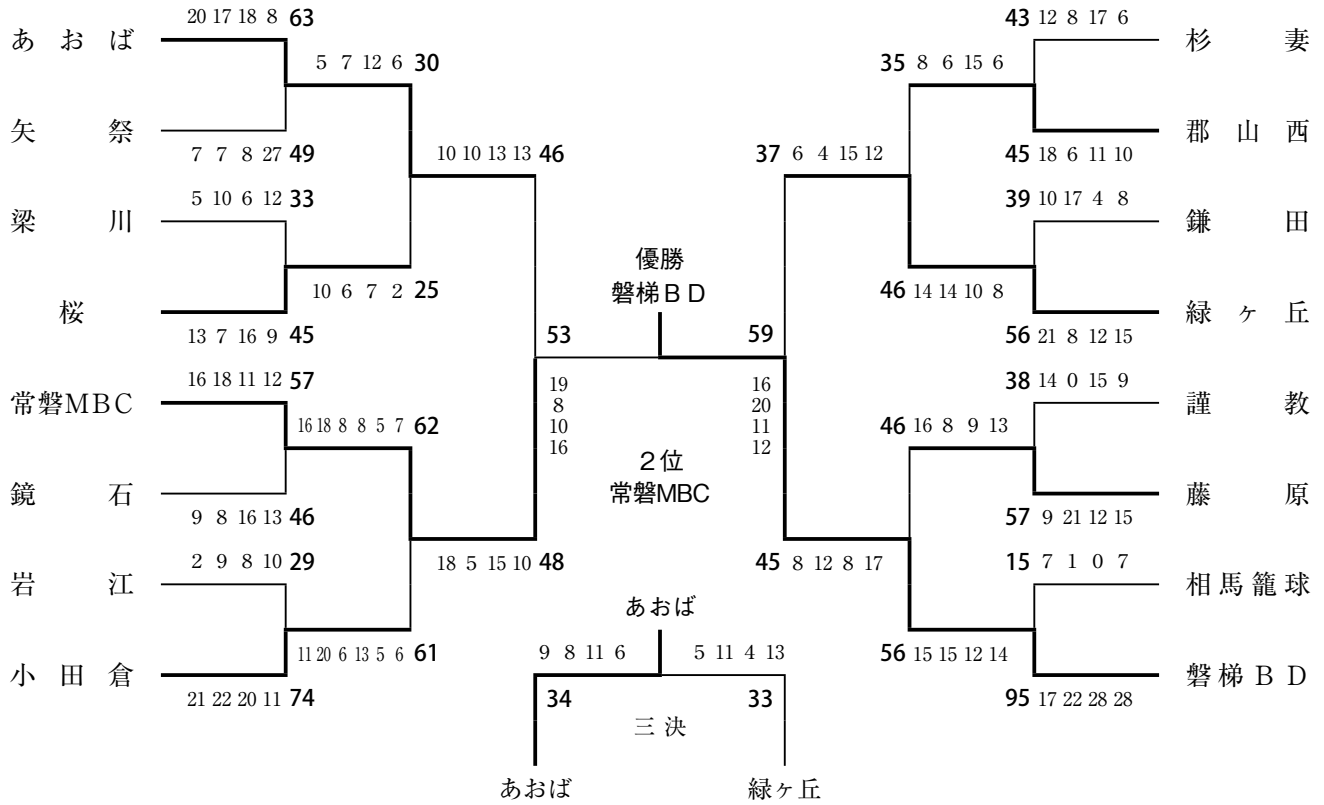 20 17 18 8 63
あおば
5 7 12 6 30
矢祭
7 7 8 27 49
10 10 13 13 46
5 10 6 12 33
梁川
10 6 7 2 25
桜
13 7 16 9 45
16 18 11 12 57
常磐MBC
16 18 8 8 5 7 62
鏡石
9 8 16 13 46
2 9 8 10 29
18 5 15 10 48
岩江
11 20 6 13 5 6 61
小田倉
21 22 20 11 74
優勝
磐梯BD
53
59
19
8
10
16
16
20
11
12
2位
常磐MBC
あおば
9 8 11 6
5 11 4 13
34
33
三決
あおば
緑ヶ丘
43 12 8 17 6
杉妻
35 8 6 15 6
郡山西
45 18 6 11 10
37 6 4 15 12
39 10 17 4 8
鎌田
46 14 14 10 8
緑ヶ丘
56 21 8 12 15
38 14 0 15 9
謹教
46 16 8 9 13
藤原
57 9 21 12 15
45 8 12 8 17
15 7 1 0 7
相馬籠球
56 15 15 12 14
磐梯BD
95 17 22 28 28